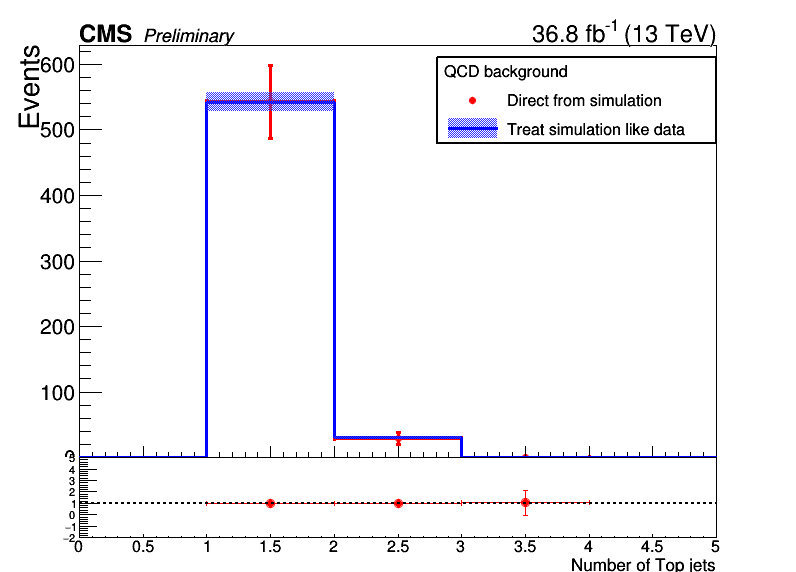 CMS Preliminary 36.8 fb-1 (13 TeV)
Events
QCD background
Direct from simulation
Treat simulation like data
600
500
400
300
200
100
0
5
4
3
2
1
0
−1
−2
0 0.5 1 1.5 2 2.5 3 3.5 4 4.5 5
Number of Top jets